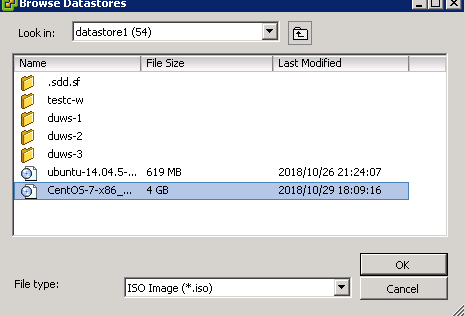 Browse Datastores
Look in: datastore1 (54)
Name File Size Last Modified
.sdd.sf
testc-w
duws-1
duws-2
duws-3
ubuntu-14.04.5-... 619 MB 2018/10/26 21:24:07
CentOS-7-x86_... 4 GB 2018/10/29 18:09:16
OK
File type: ISO Image (*.iso)
Cancel